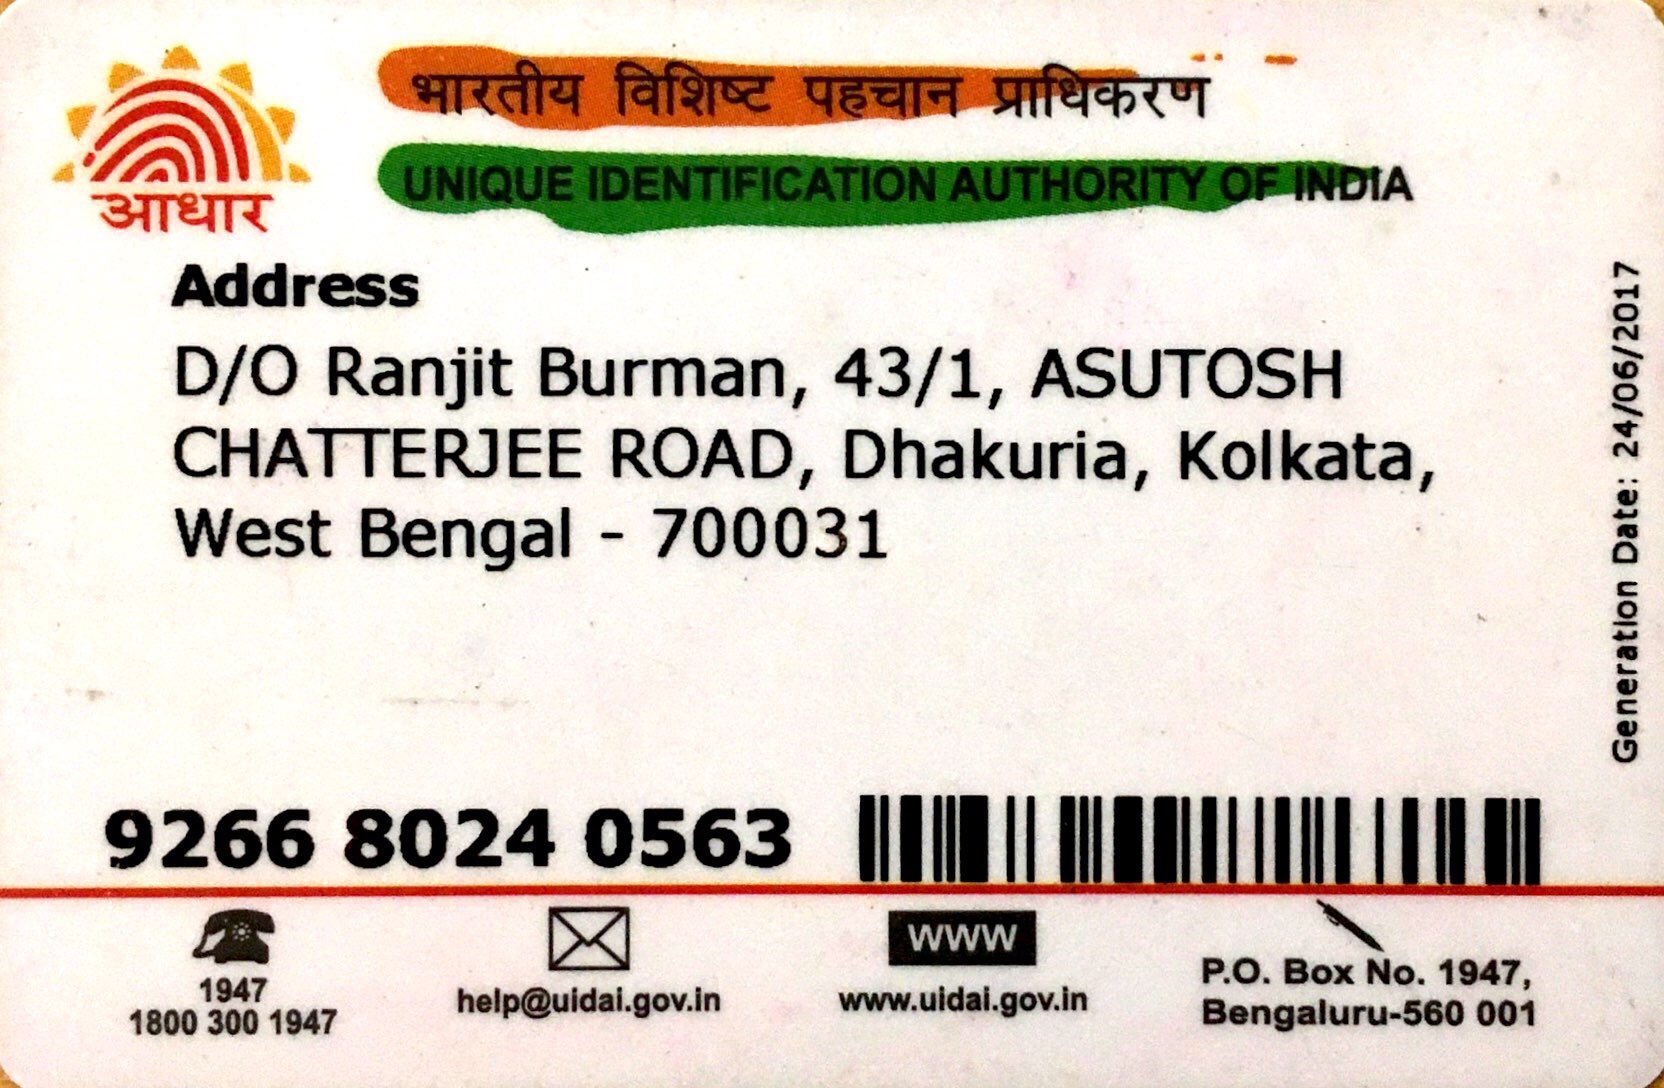 भारतीय विशिष्ट पहचान प्राधिकरण
UNIQUE IDENTIFICATION AUTHORITY OF INDIA
आधार
Address
D/O Ranjit Burman, 43/1, ASUTOSH
CHATTERJEE ROAD, Dhakuria, Kolkata,
West Bengal - 700031
Generation Date: 24/06/2017
9266 8024 0563
WWW
1947
1800 300 1947
help@uidai.gov.in
www.uidai.gov.in
P.O. Box No. 1947,
Bengaluru-560 001